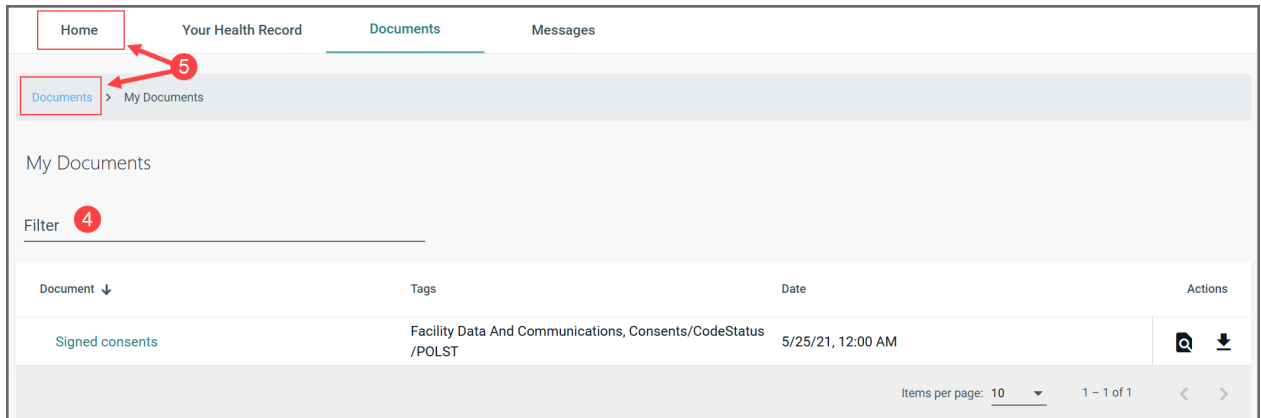 Home Your Health Record Documents Messages
5
Documents > My Documents
My Documents
Filter 4
Document Tags Date Actions
Signed consents Facility Data And Communications, Consents/CodeStatus 5/25/21, 12:00 AM
/POLST
Items per page: 10 1 – 1 of 1